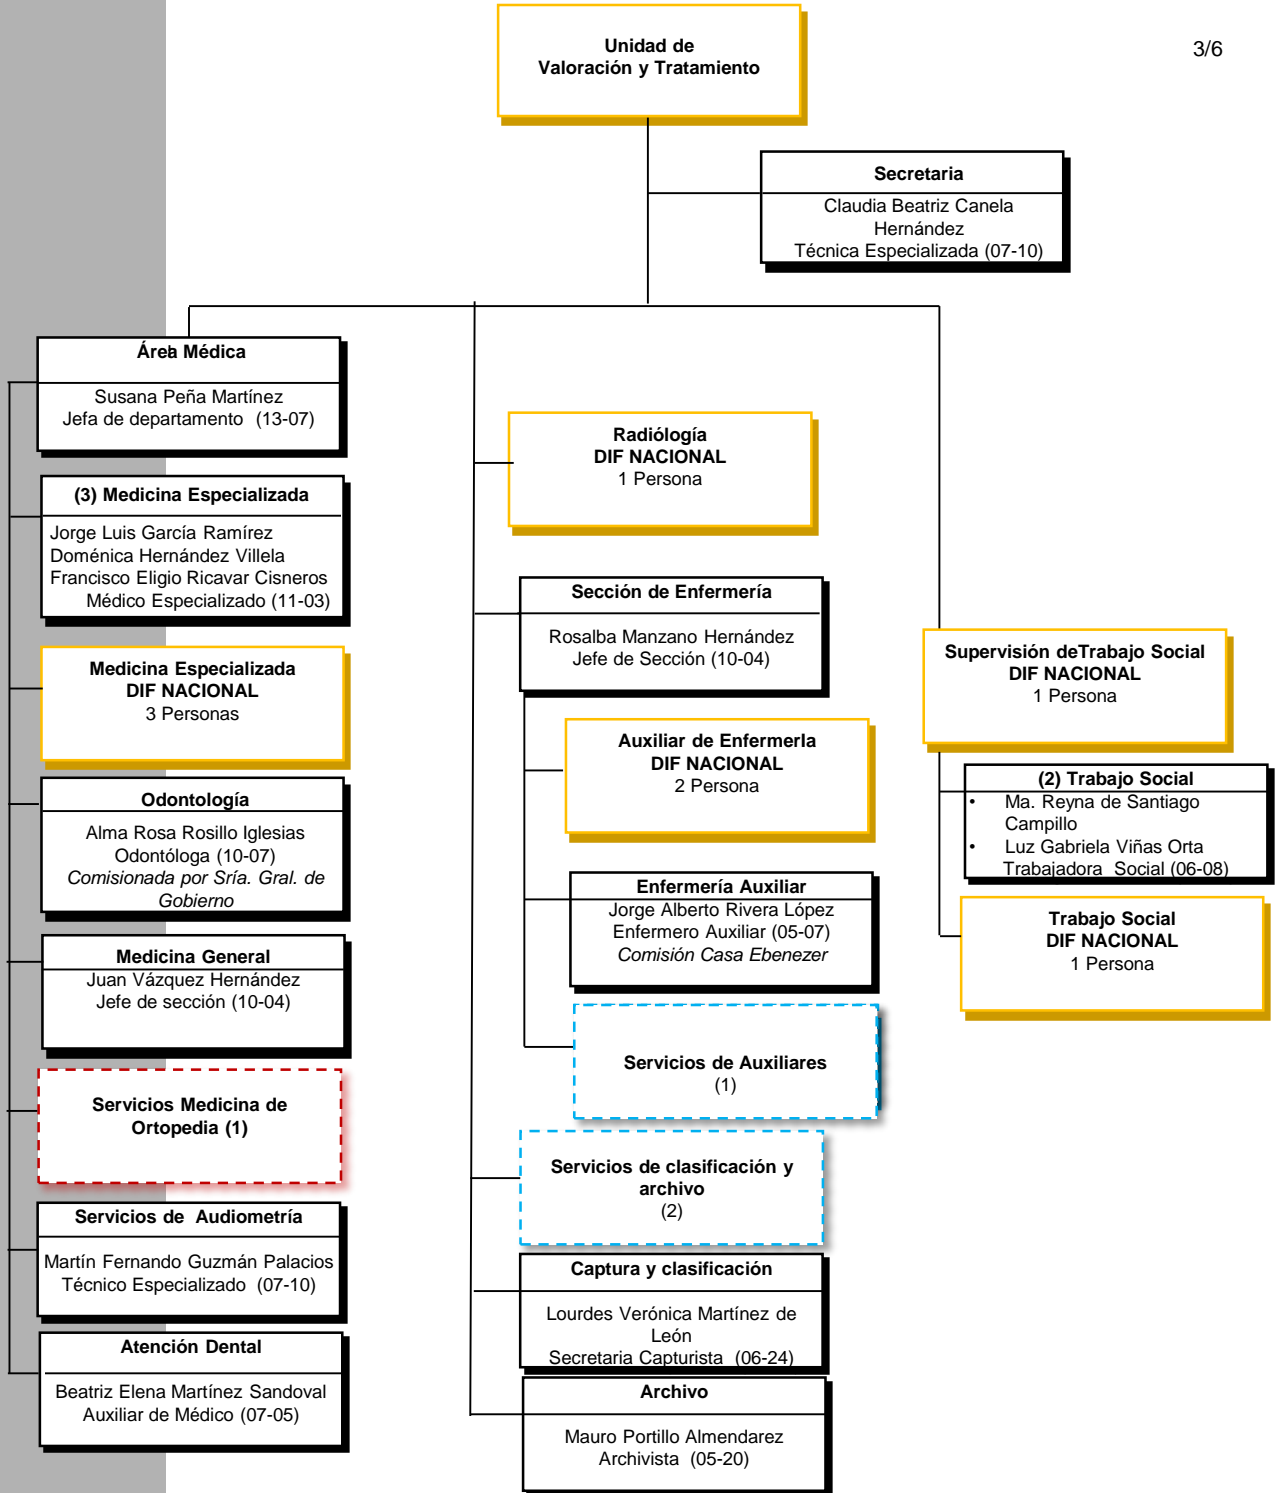 Unidad de
Valoración y Tratamiento
3/6
Secretaria
Claudia Beatriz Canela
Hernández
Técnica Especializada (07-10)
Área Médica
Susana Peña Martínez
Jefa de departamento (13-07)
(3) Medicina Especializada
Jorge Luis García Ramírez
Doménica Hernández Villela
Francisco Eligio Ricavar Cisneros
Médico Especializado (11-03)
Medicina Especializada
DIF NACIONAL
3 Personas
Odontología
Alma Rosa Rosillo Iglesias
Odontóloga (10-07)
Comisionada por Sría. Gral. de
Gobierno
Medicina General
Juan Vázquez Hernández
Jefe de sección (10-04)
Servicios Medicina de
Ortopedia (1)
Servicios de Audiometría
Martín Fernando Guzmán Palacios
Técnico Especializado (07-10)
Atención Dental
Beatriz Elena Martínez Sandoval
Auxiliar de Médico (07-05)
Radiólogía
DIF NACIONAL
1 Persona
Sección de Enfermería
Rosalba Manzano Hernández
Jefe de Sección (10-04)
Auxiliar de Enfermerla
DIF NACIONAL
2 Persona
Enfermería Auxiliar
Jorge Alberto Rivera López
Enfermero Auxiliar (05-07)
Comisión Casa Ebenezer
Servicios de Auxiliares
(1)
Servicios de clasificación y
archivo
(2)
Captura y clasificación
Lourdes Verónica Martínez de
León
Secretaria Capturista (06-24)
Archivo
Mauro Portillo Almendarez
Archivista (05-20)
Supervisión deTrabajo Social
DIF NACIONAL
1 Persona
(2) Trabajo Social
• Ma. Reyna de Santiago
Campillo
• Luz Gabriela Viñas Orta
Trabajadora Social (06-08)
Trabajo Social
DIF NACIONAL
1 Persona